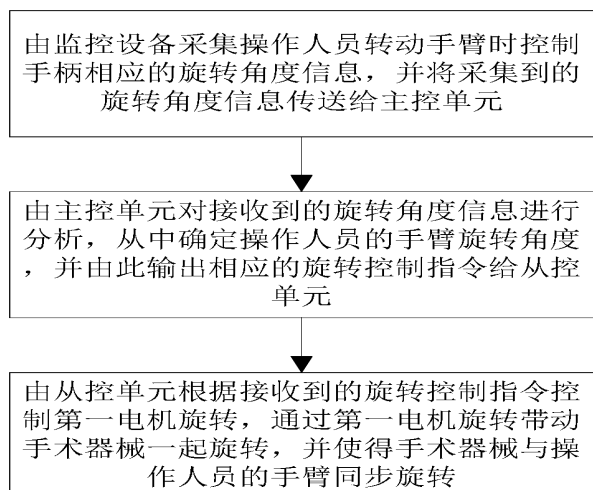 由监控设备采集操作人员转动手臂时控制
手柄相应的旋转角度信息，并将采集到的
旋转角度信息传送给主控单元
由主控单元对接收到的旋转角度信息进行
分析，从中确定操作人员的手臂旋转角度
，并由此输出相应的旋转控制指令给从控
单元
由从控单元根据接收到的旋转控制指令控
制第一电机旋转，通过第一电机旋转带动
手术器械一起旋转，并使得手术器械与操
作人员的手臂同步旋转